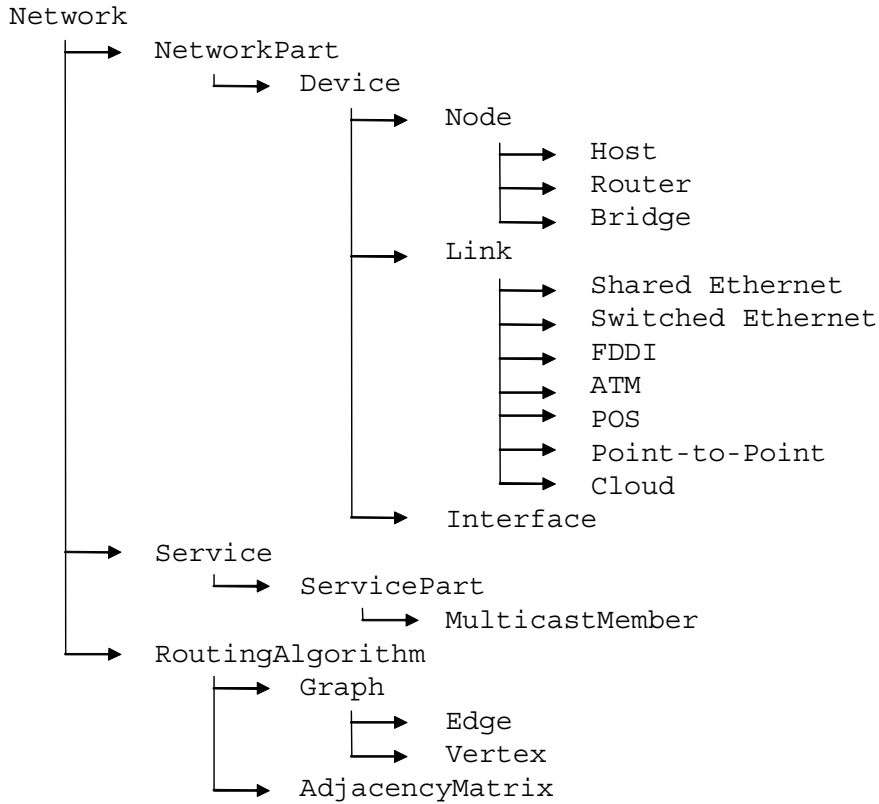 Network
NetworkPart
Device
Node
Host
Router
Bridge
Link
Shared Ethernet
Switched Ethernet
FDDI
ATM
POS
Point-to-Point
Cloud
Interface
Service
ServicePart
MulticastMember
RoutingAlgorithm
Graph
Edge
Vertex
AdjacencyMatrix